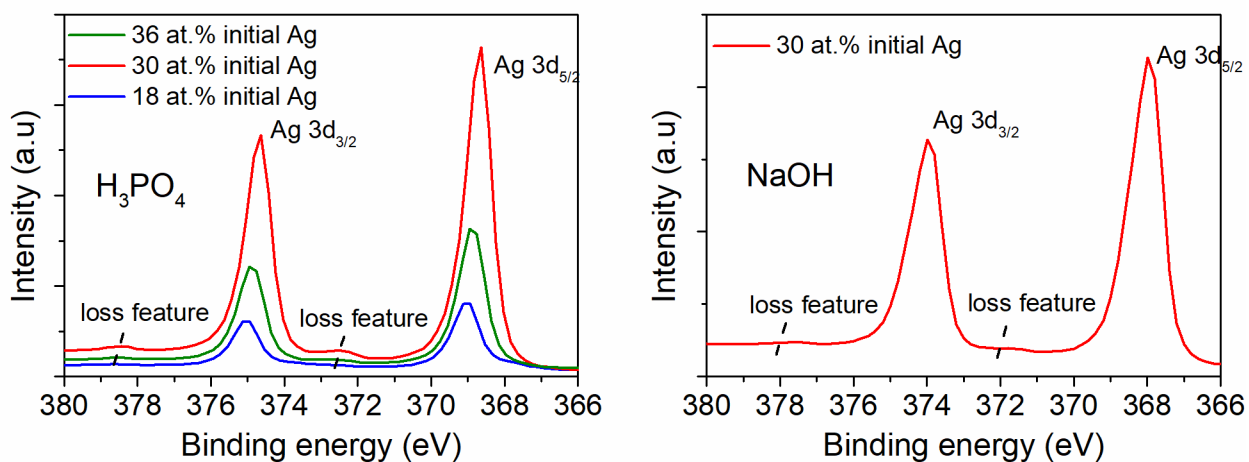 36 at.% initial Ag
30 at.% initial Ag
18 at.% initial Ag
Ag 3d5/2
Ag 3d3/2
H3PO4
loss feature
loss feature
Intensity (a.u)
380 378 376 374 372 370 368 366
Binding energy (eV)
30 at.% initial Ag
Ag 3d5/2
Ag 3d3/2
NaOH
loss feature
loss feature
Intensity (a.u)
380 378 376 374 372 370 368 366
Binding energy (eV)